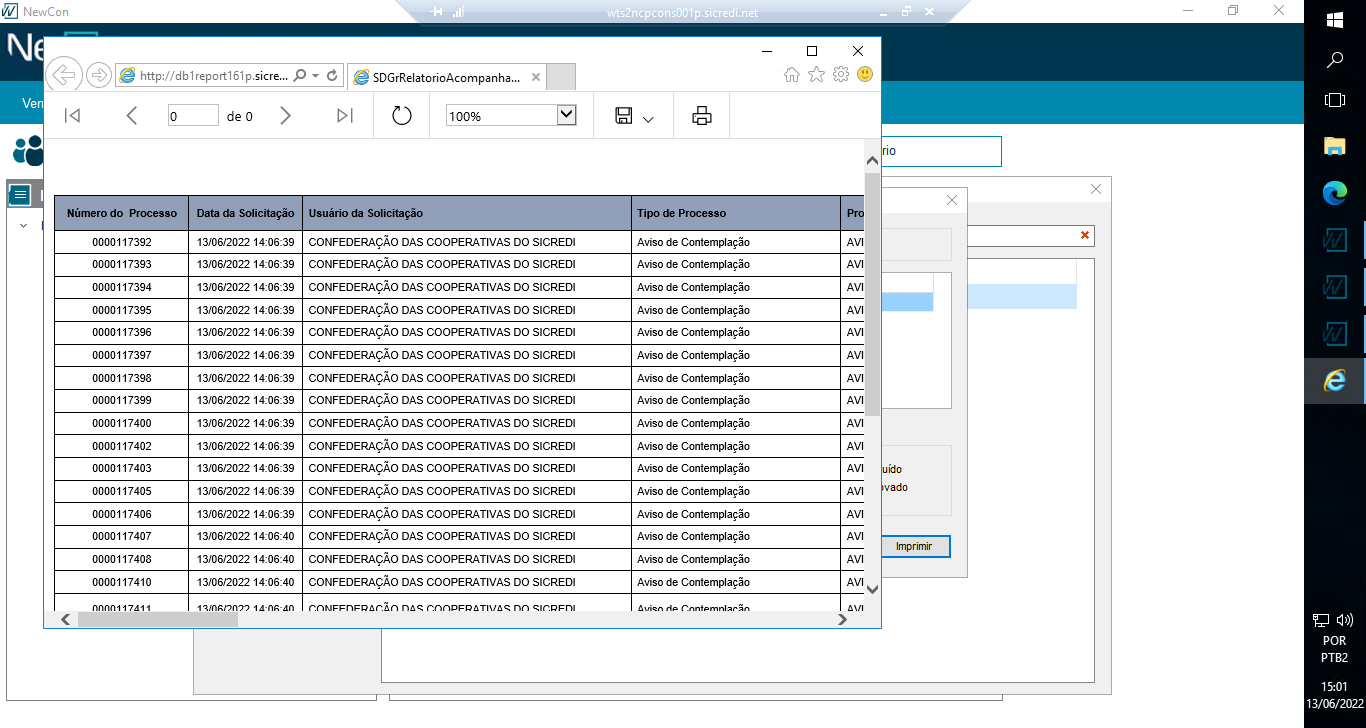 NewCon
wts2ncpcons001p.sicredi.net
http://db1report161p.sicre...
SDGrRelatorioAcompanha...
0 de 0
100%
Número do Processo Data da Solicitação Usuário da Solicitação Tipo de Processo
0000117392 13/06/2022 14:06:39 CONFEDERAÇÃO DAS COOPERATIVAS DO SICREDI Aviso de Contemplação AVI
0000117393 13/06/2022 14:06:39 CONFEDERAÇÃO DAS COOPERATIVAS DO SICREDI Aviso de Contemplação AVI
0000117394 13/06/2022 14:06:39 CONFEDERAÇÃO DAS COOPERATIVAS DO SICREDI Aviso de Contemplação AVI
0000117395 13/06/2022 14:06:39 CONFEDERAÇÃO DAS COOPERATIVAS DO SICREDI Aviso de Contemplação AVI
0000117396 13/06/2022 14:06:39 CONFEDERAÇÃO DAS COOPERATIVAS DO SICREDI Aviso de Contemplação AVI
0000117397 13/06/2022 14:06:39 CONFEDERAÇÃO DAS COOPERATIVAS DO SICREDI Aviso de Contemplação AVI
0000117398 13/06/2022 14:06:39 CONFEDERAÇÃO DAS COOPERATIVAS DO SICREDI Aviso de Contemplação AVI
0000117399 13/06/2022 14:06:39 CONFEDERAÇÃO DAS COOPERATIVAS DO SICREDI Aviso de Contemplação AVI
0000117400 13/06/2022 14:06:39 CONFEDERAÇÃO DAS COOPERATIVAS DO SICREDI Aviso de Contemplação AVI
0000117402 13/06/2022 14:06:39 CONFEDERAÇÃO DAS COOPERATIVAS DO SICREDI Aviso de Contemplação AVI
0000117403 13/06/2022 14:06:39 CONFEDERAÇÃO DAS COOPERATIVAS DO SICREDI Aviso de Contemplação AVI
0000117405 13/06/2022 14:06:39 CONFEDERAÇÃO DAS COOPERATIVAS DO SICREDI Aviso de Contemplação AVI
0000117406 13/06/2022 14:06:39 CONFEDERAÇÃO DAS COOPERATIVAS DO SICREDI Aviso de Contemplação AVI
0000117407 13/06/2022 14:06:40 CONFEDERAÇÃO DAS COOPERATIVAS DO SICREDI Aviso de Contemplação AVI
0000117408 13/06/2022 14:06:40 CONFEDERAÇÃO DAS COOPERATIVAS DO SICREDI Aviso de Contemplação AVI
0000117410 13/06/2022 14:06:40 CONFEDERAÇÃO DAS COOPERATIVAS DO SICREDI Aviso de Contemplação AVI
0000117411 13/06/2022 14:06:40 CONFEDERAÇÃO DAS COOPERATIVAS DO SICREDI Aviso de Contemplação AVI
Imprimir
POR
PTB2
15:01
13/06/2022